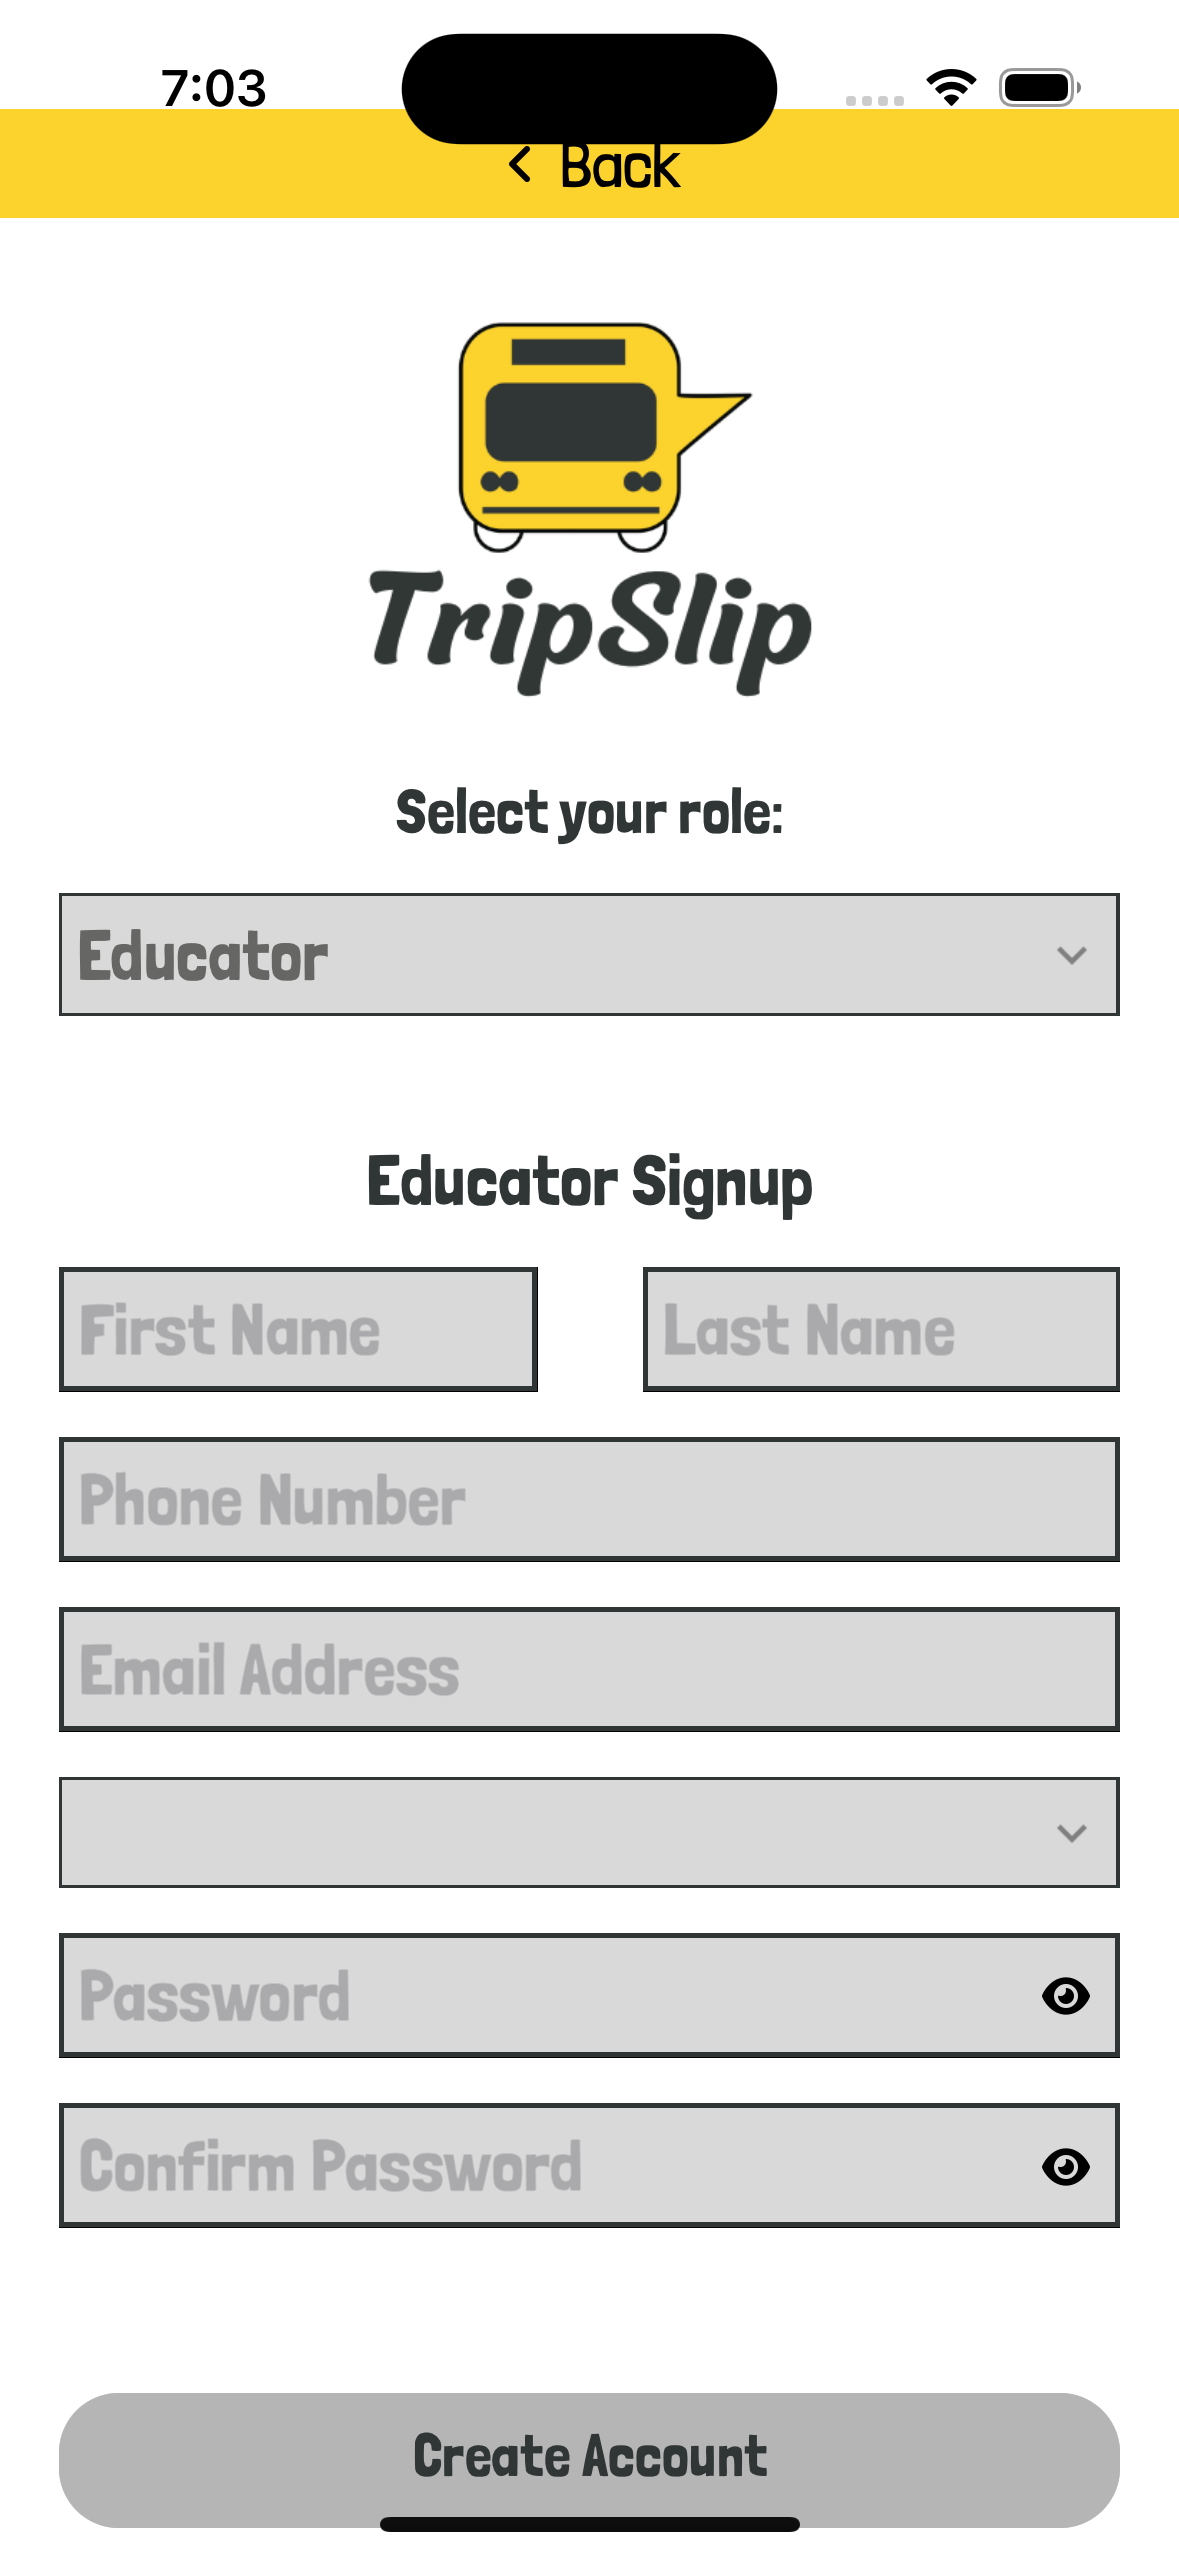 7:03
Back
TripSlip
Select your role:
Educator
Educator Signup
First Name Last Name
Phone Number
Email Address
Password
Confirm Password
Create Account